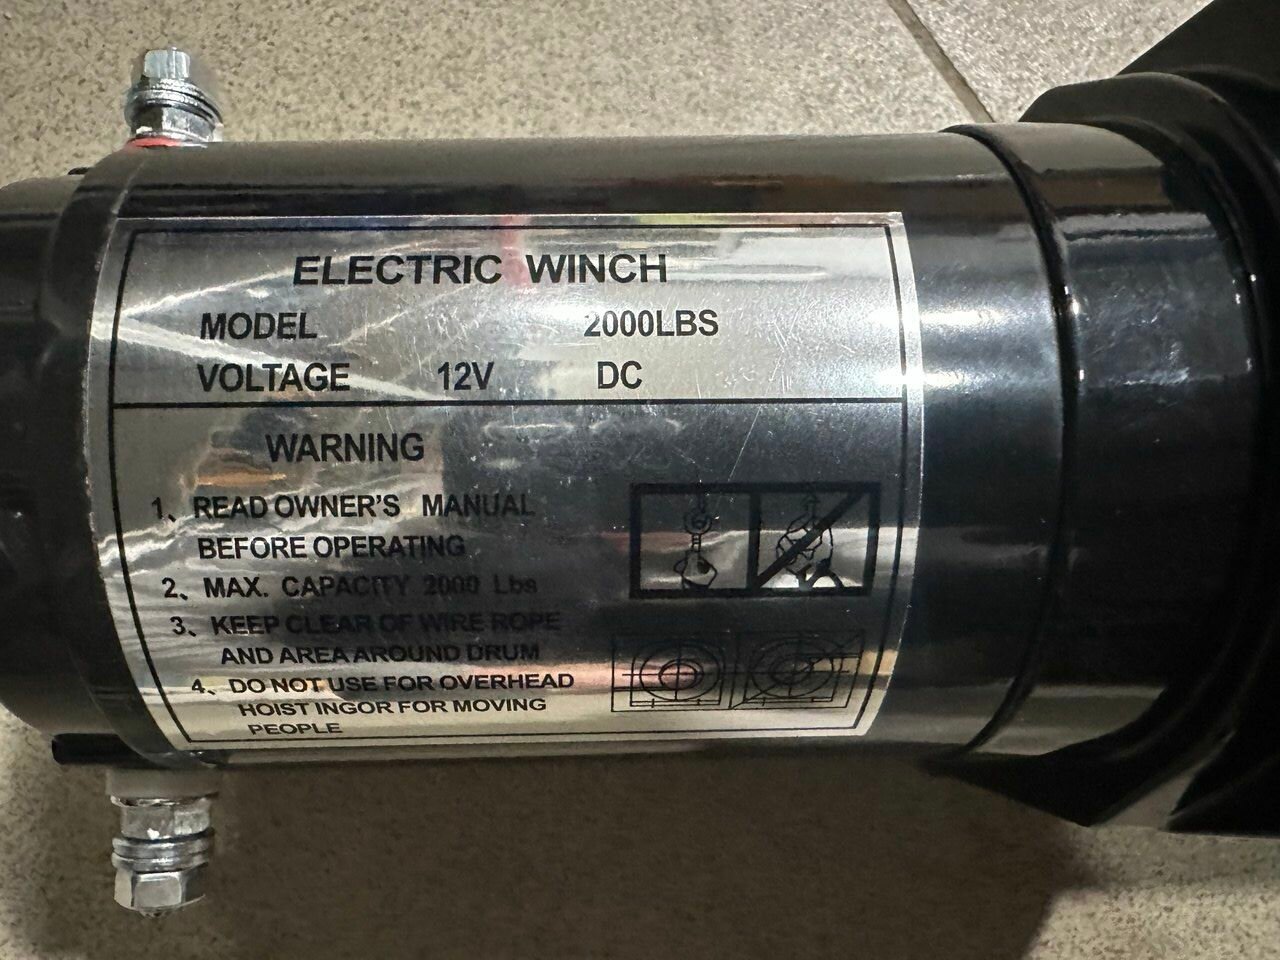 ELECTRIC WINCH
MODEL 2000LBS
VOLTAGE 12V DC
WARNING
1、READ OWNER'S MANUAL
BEFORE OPERATING
2、MAX. CAPACITY 2000 Lbs
3、KEEP CLEAR OF WIRE ROPE
AND AREA AROUND DRUM
4、DO NOT USE FOR OVERHEAD
HOIST INGOR FOR MOVING
PEOPLE